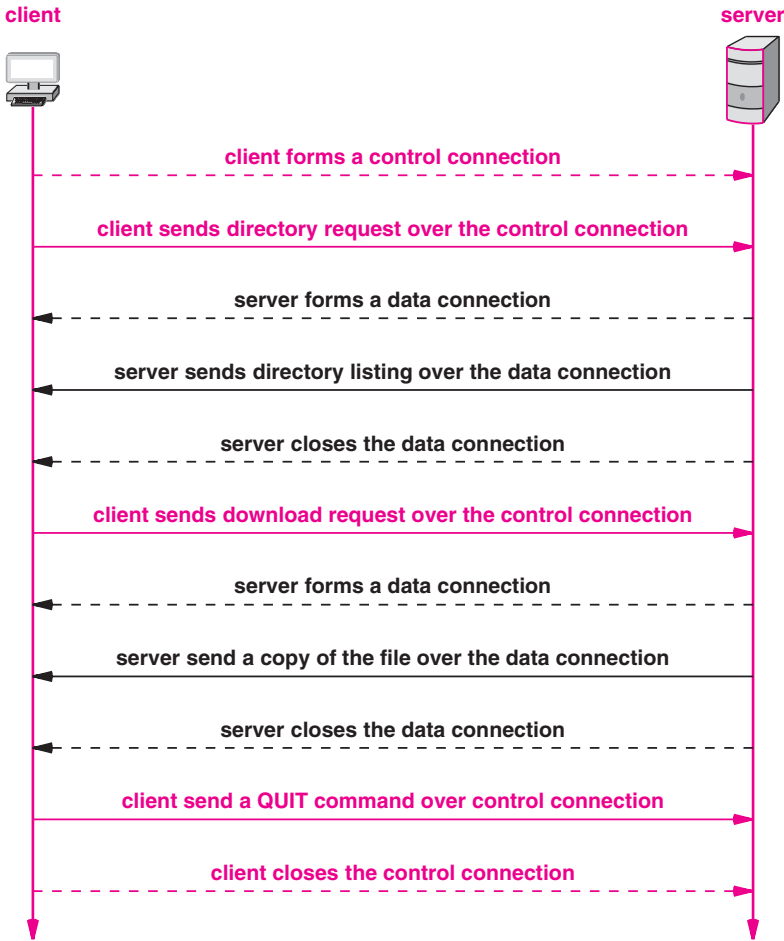 client
server
client forms a control connection
client sends directory request over the control connection
server forms a data connection
server sends directory listing over the data connection
server closes the data connection
client sends download request over the control connection
server forms a data connection
server send a copy of the file over the data connection
server closes the data connection
client send a QUIT command over control connection
client closes the control connection